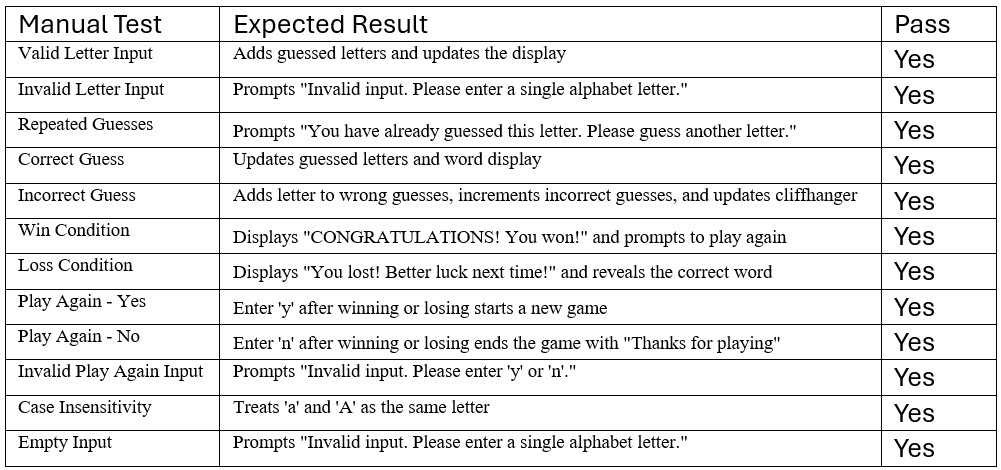 Manual Test Expected Result Pass
Valid Letter Input Adds guessed letters and updates the display Yes
Invalid Letter Input Prompts "Invalid input. Please enter a single alphabet letter." Yes
Repeated Guesses Prompts "You have already guessed this letter. Please guess another letter." Yes
Correct Guess Updates guessed letters and word display Yes
Incorrect Guess Adds letter to wrong guesses, increments incorrect guesses, and updates cliffhanger Yes
Win Condition Displays "CONGRATULATIONS! You won!" and prompts to play again Yes
Loss Condition Displays "You lost! Better luck next time!" and reveals the correct word Yes
Play Again - Yes Enter 'y' after winning or losing starts a new game Yes
Play Again - No Enter 'n' after winning or losing ends the game with "Thanks for playing" Yes
Invalid Play Again Input Prompts "Invalid input. Please enter 'y' or 'n'." Yes
Case Insensitivity Treats 'a' and 'A' as the same letter Yes
Empty Input Prompts "Invalid input. Please enter a single alphabet letter." Yes